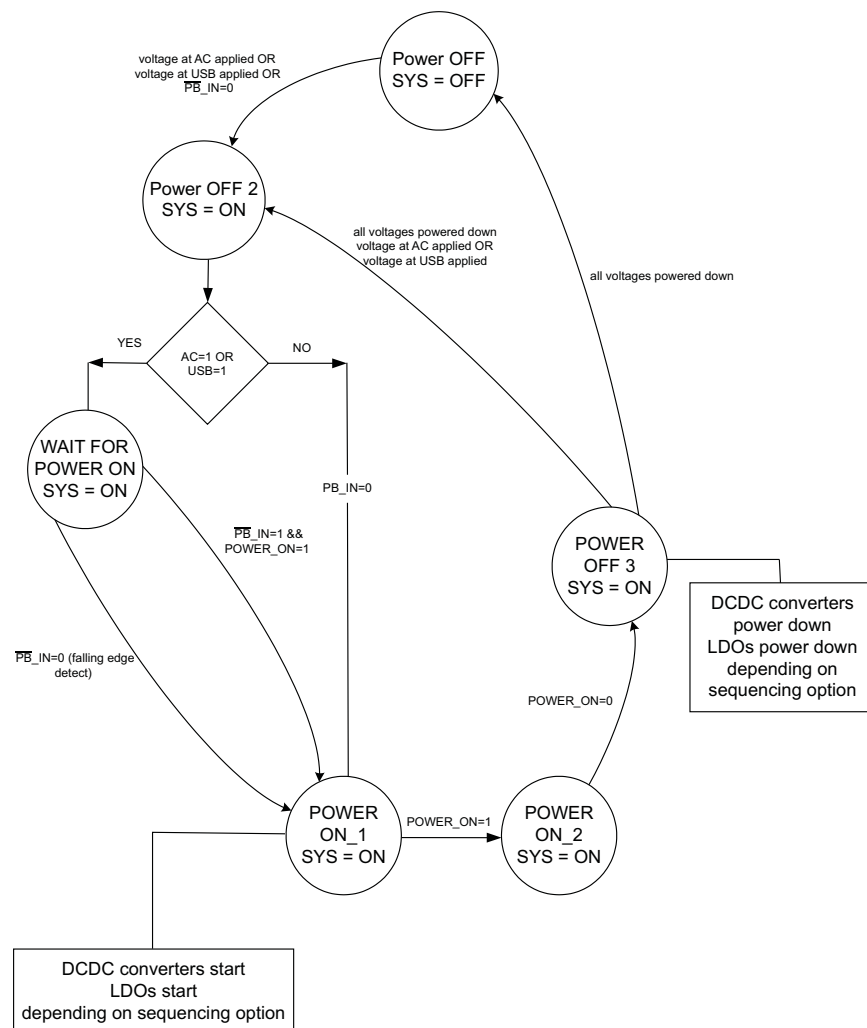 Power OFF
SYS = OFF
voltage at AC applied OR
voltage at USB applied OR
P̅B̅_IN=0
Power OFF 2
SYS = ON
all voltages powered down
voltage at AC applied OR
voltage at USB applied
all voltages powered down
YES
AC=1 OR
USB=1
NO
WAIT FOR
POWER ON
SYS = ON
PB_IN=0
P̅B̅_IN=1 &&
POWER_ON=1
POWER
OFF 3
SYS = ON
DCDC converters
power down
LDOs power down
depending on
sequencing option
P̅B̅_IN=0 (falling edge
detect)
POWER_ON=0
POWER
ON_1
SYS = ON
POWER_ON=1
POWER
ON_2
SYS = ON
DCDC converters start
LDOs start
depending on sequencing option